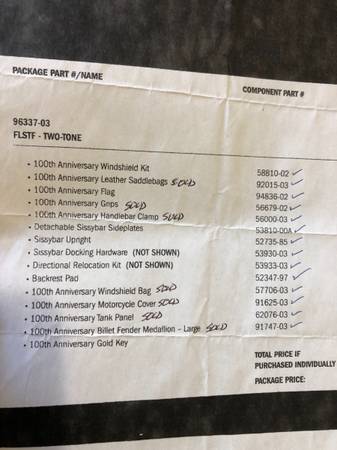 PACKAGE PART #/NAME COMPONENT PART #
96337-03
FLSTF - TWO-TONE
• 100th Anniversary Windshield Kit 58810-02 ✓
• 100th Anniversary Leather Saddlebags SOLD 92015-03 ✓
• 100th Anniversary Flag 94836-02 ✓
• 100th Anniversary Grips SOLD 56679-02 ✓
• 100th Anniversary Handlebar Clamp SOLD 56000-03 ✓
• Detachable Sissybar Sideplates 53810-00A ✓
• Sissybar Upright 52735-85 ✓
• Sissybar Docking Hardware (NOT SHOWN) 53930-03 ✓
• Directional Relocation Kit (NOT SHOWN) 53933-03 ✓
• Backrest Pad 52347-97 ✓
• 100th Anniversary Windshield Bag SOLD 57706-03 ✓
• 100th Anniversary Motorcycle Cover SOLD 91625-03 ✓
• 100th Anniversary Tank Panel SOLD 62076-03 ✓
• 100th Anniversary Billet Fender Medallion – Large SOLD 91747-03 ✓
• 100th Anniversary Gold Key
TOTAL PRICE IF
PURCHASED INDIVIDUALLY
PACKAGE PRICE: